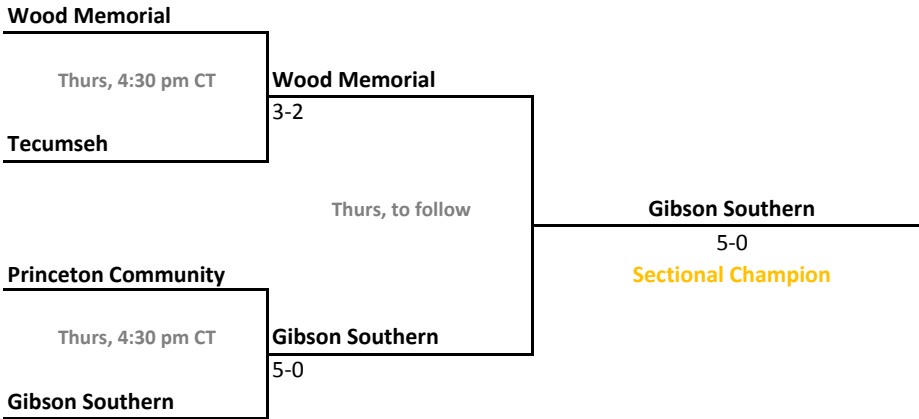 Wood Memorial
Thurs, 4:30 pm CT
Wood Memorial
3-2
Tecumseh
Thurs, to follow
Gibson Southern
5-0
Sectional Champion
Princeton Community
Thurs, 4:30 pm CT
Gibson Southern
5-0
Gibson Southern